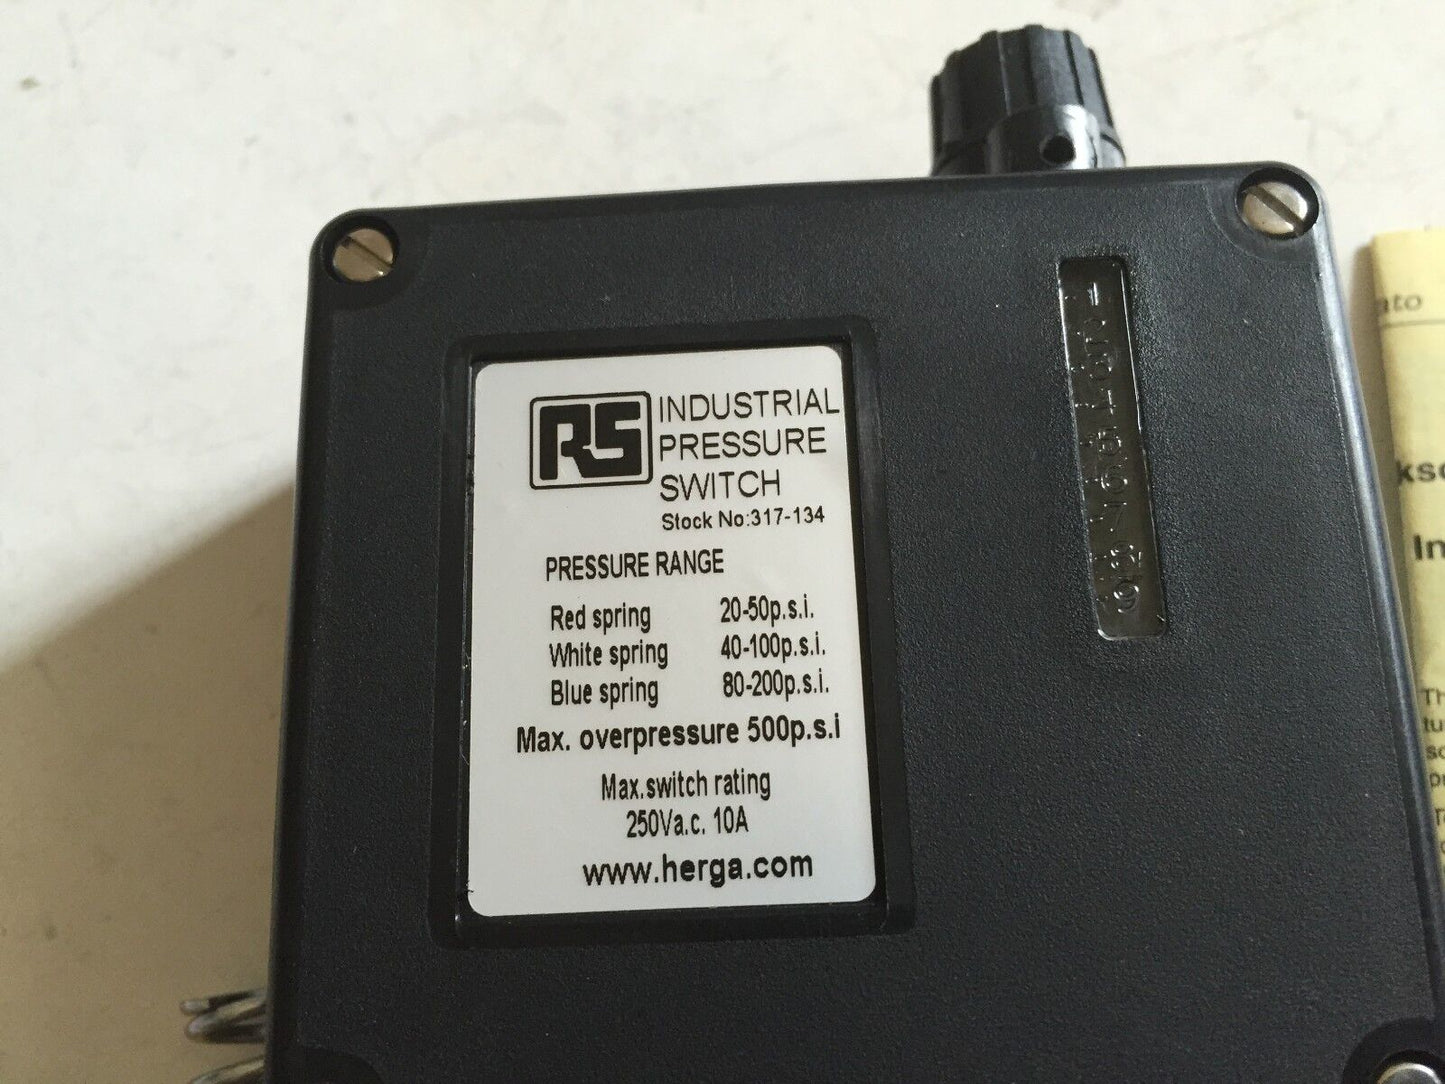 RS
INDUSTRIAL
PRESSURE
SWITCH
Stock No:317-134
PRESSURE RANGE
Red spring 20-50p.s.i.
White spring 40-100p.s.i.
Blue spring 80-200p.s.i.
Max. overpressure 500p.s.i
Max.switch rating
250Va.c. 10A
www.herga.com